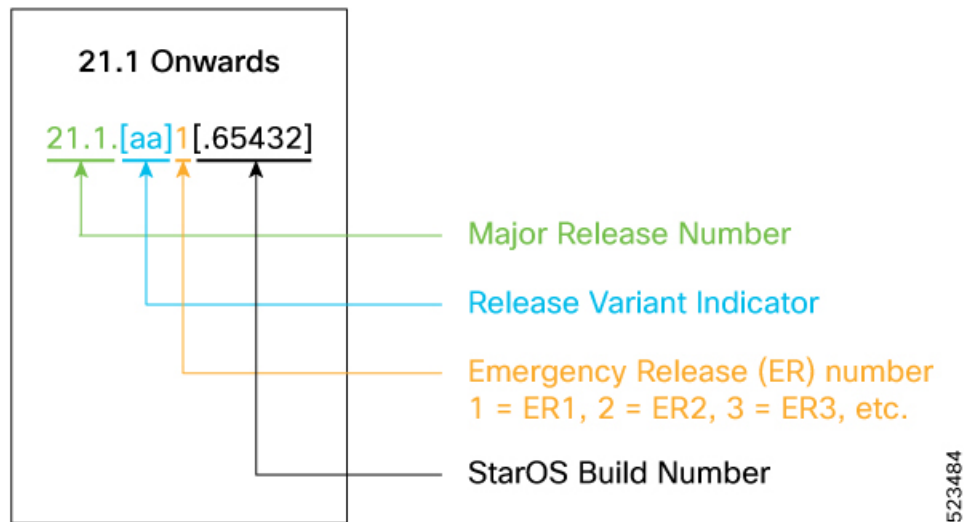 21.1 Onwards
21.1.[aa]1[.65432]
Major Release Number
Release Variant Indicator
Emergency Release (ER) number
1 = ER1, 2 = ER2, 3 = ER3, etc.
StarOS Build Number
523484